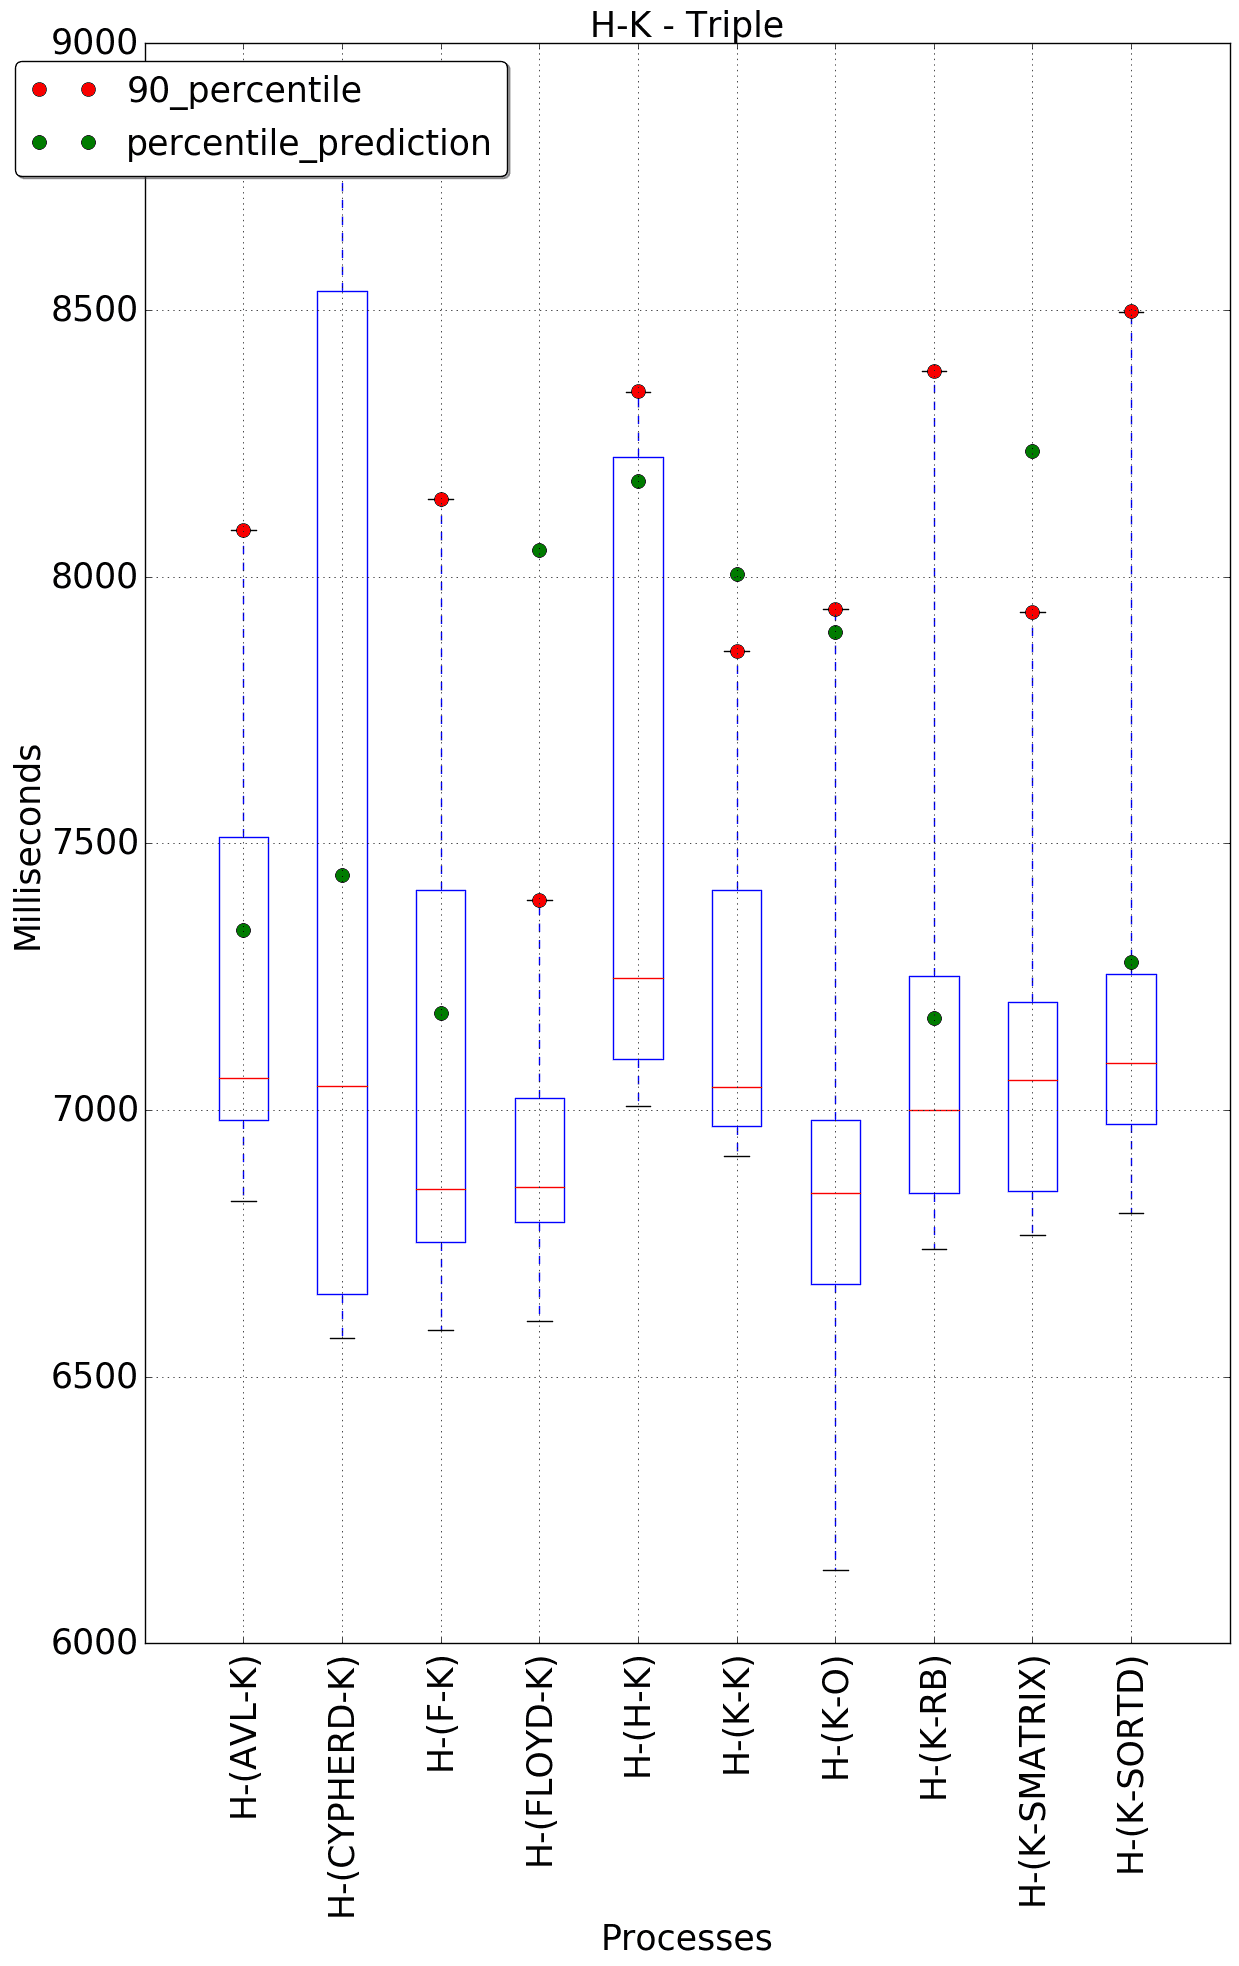 H-K - Triple
9000
90_percentile
percentile_prediction
8500
8000
7500
7000
6500
6000
Milliseconds
H-(AVL-K)
H-(CYPHERD-K)
H-(F-K)
H-(FLOYD-K)
H-(H-K)
H-(K-K)
H-(K-O)
H-(K-RB)
H-(K-SMATRIX)
H-(K-SORTD)
Processes